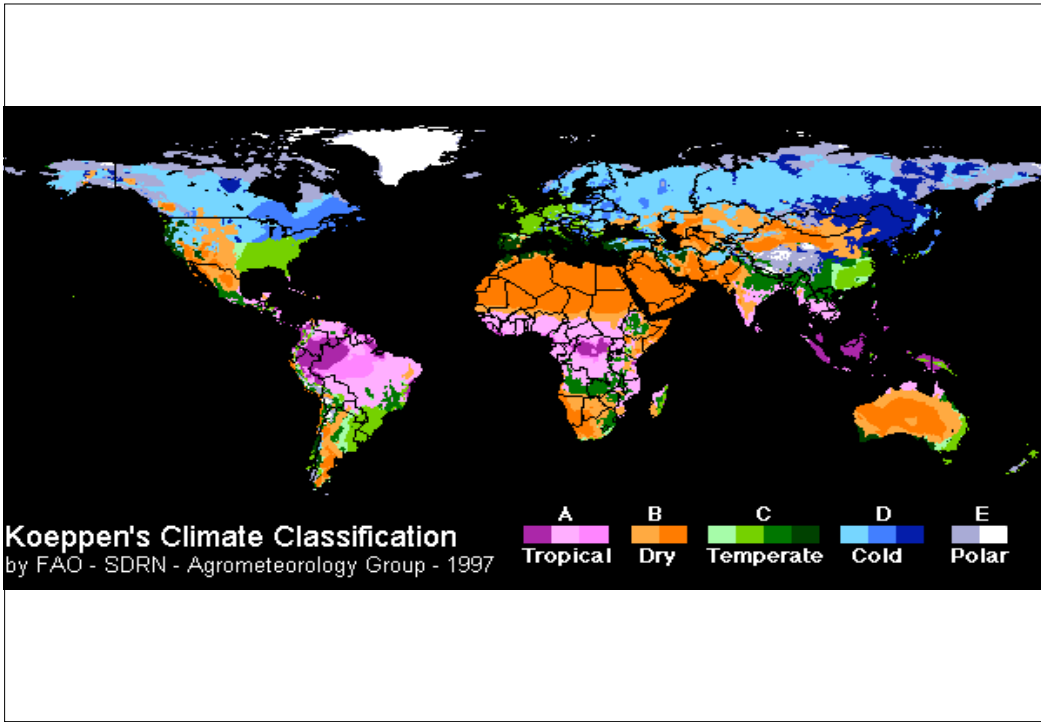 Koeppen's Climate Classification
by FAO - SDRN - Agrometeorology Group - 1997
A B C D E
Tropical Dry Temperate Cold Polar